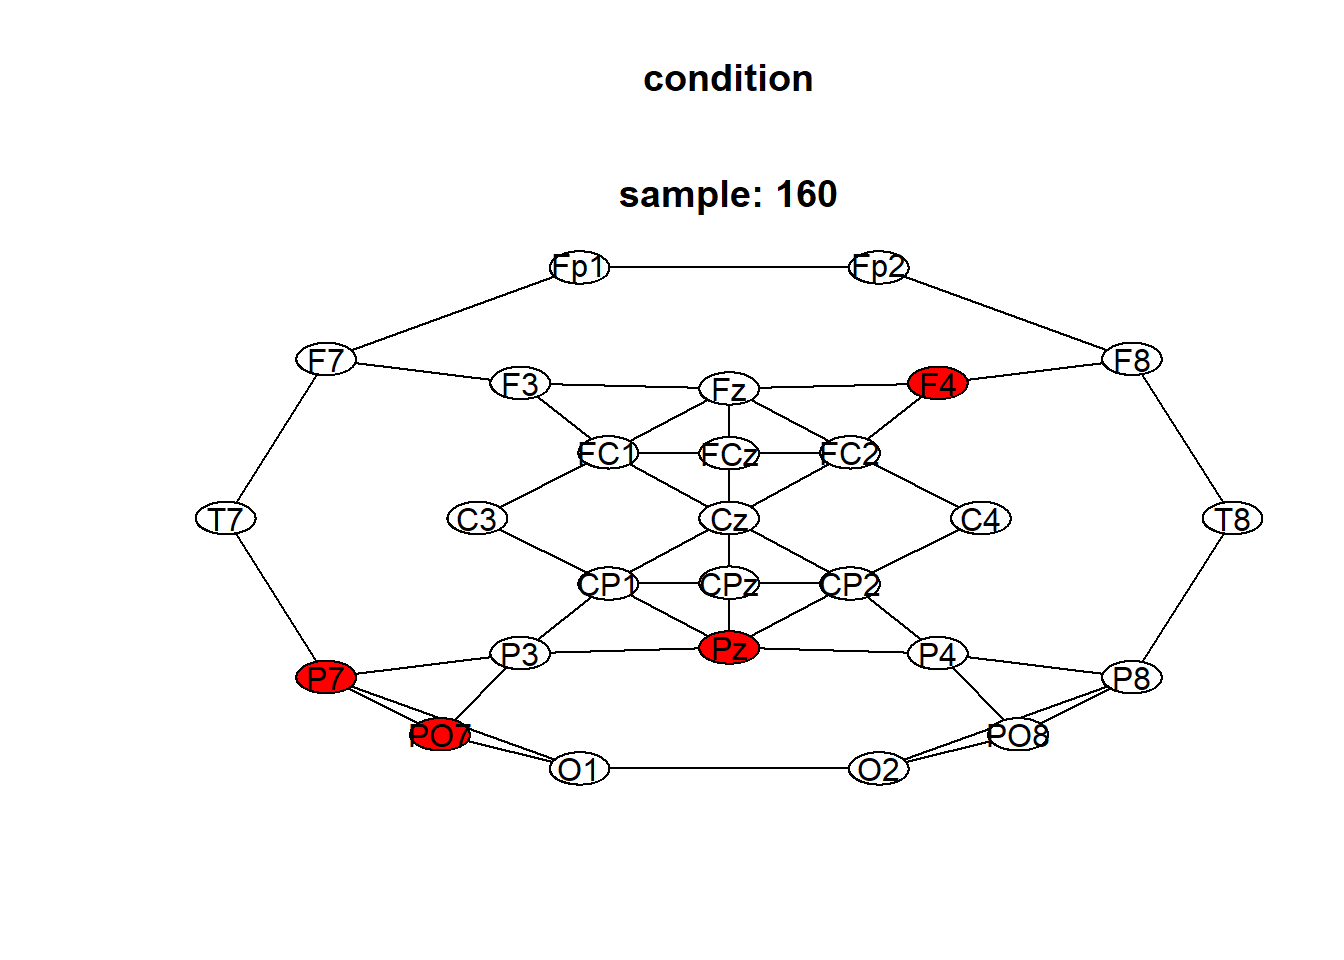 condition
sample: 160
Fp1 Fp2
F7 F8
F3 Fz F4
FC1 FCz FC2
T7 C3 Cz C4 T8
CP1 CPz CP2
P3 Pz P4
P7 P8
PO7 PO8
O1 O2